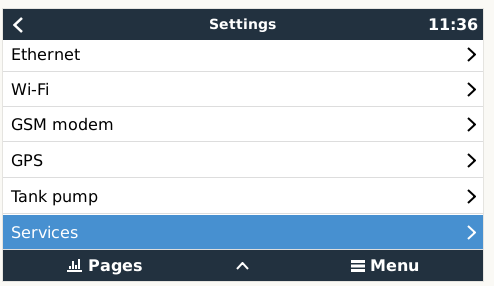 Settings 11:36
Ethernet
Wi-Fi
GSM modem
GPS
Tank pump
Services
Pages Menu